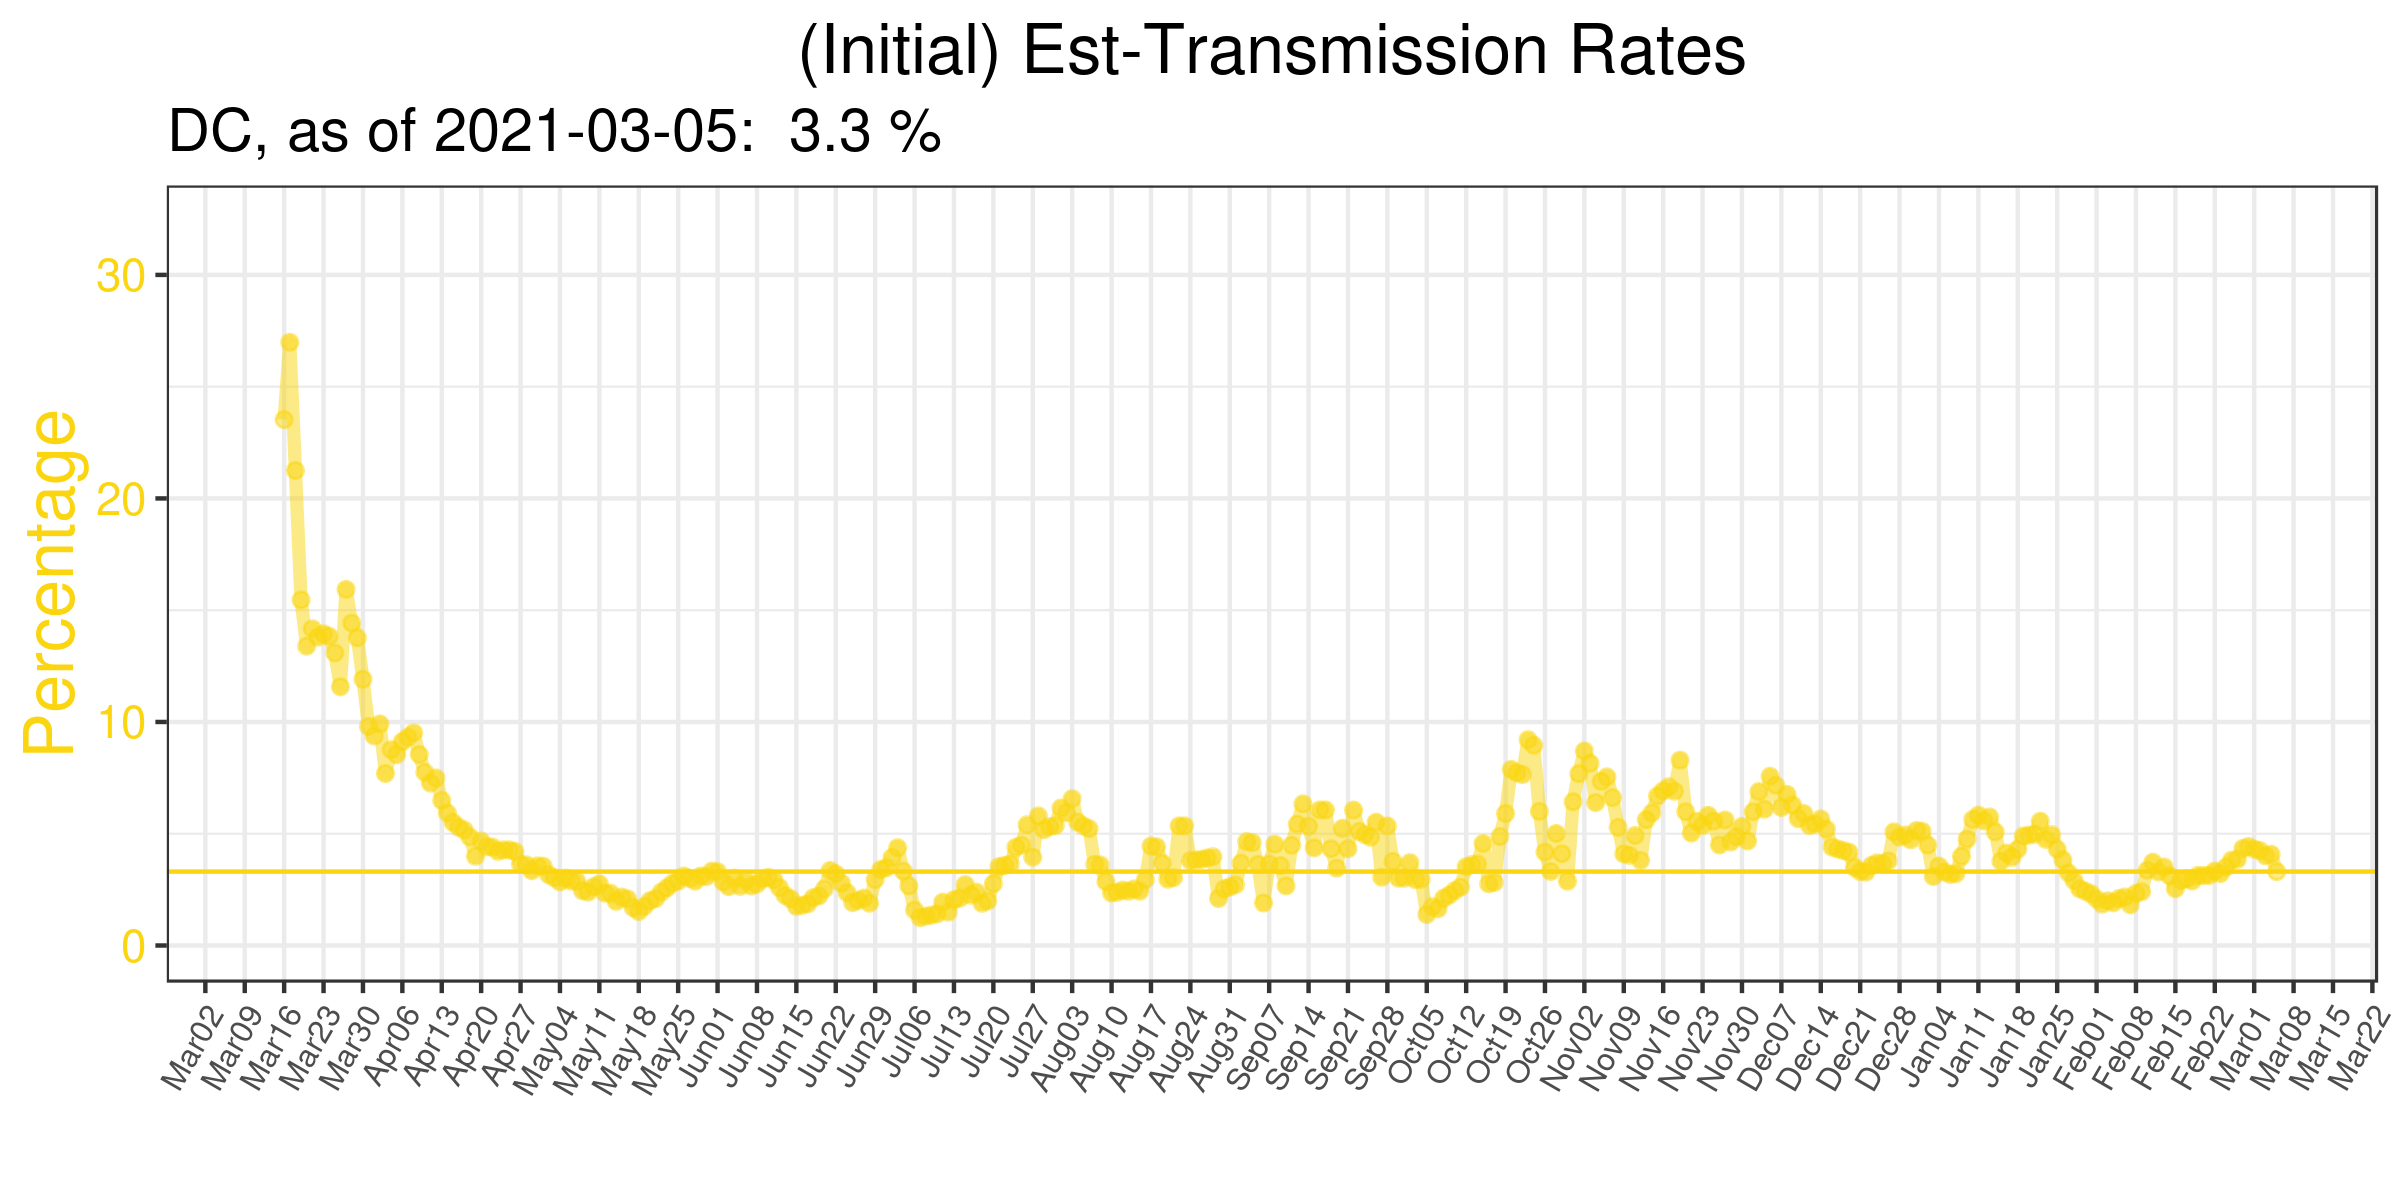 (Initial) Est-Transmission Rates
DC, as of 2021-03-05:  3.3 %
Percentage
30
20
10
0
Mar02
Mar09
Mar16
Mar23
Mar30
Apr06
Apr13
Apr20
Apr27
May04
May11
May18
May25
Jun01
Jun08
Jun15
Jun22
Jun29
Jul06
Jul13
Jul20
Jul27
Aug03
Aug10
Aug17
Aug24
Aug31
Sep07
Sep14
Sep21
Sep28
Oct05
Oct12
Oct19
Oct26
Nov02
Nov09
Nov16
Nov23
Nov30
Dec07
Dec14
Dec21
Dec28
Jan04
Jan11
Jan18
Jan25
Feb01
Feb08
Feb15
Feb22
Mar01
Mar08
Mar15
Mar22